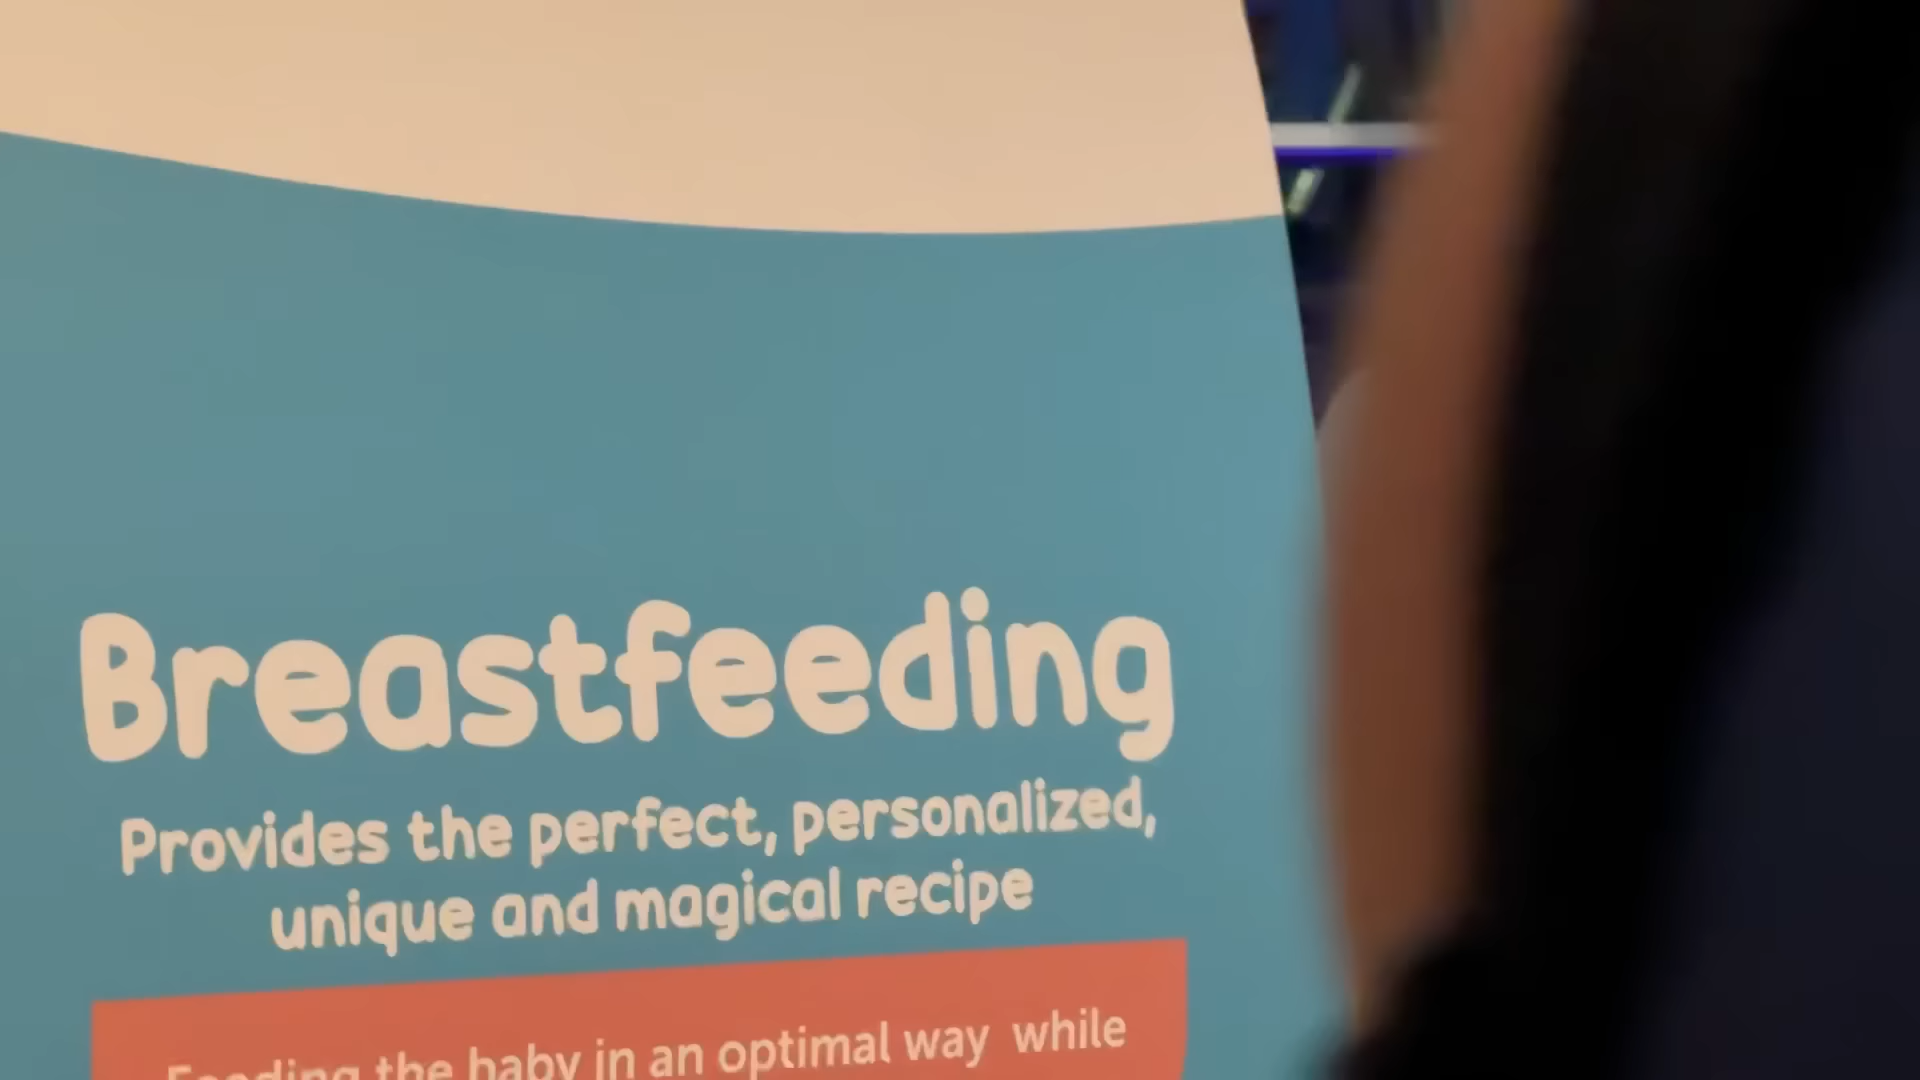 Breastfeeding
Provides the perfect, personalized,
unique and magical recipe
Feeding the baby in an optimal way while